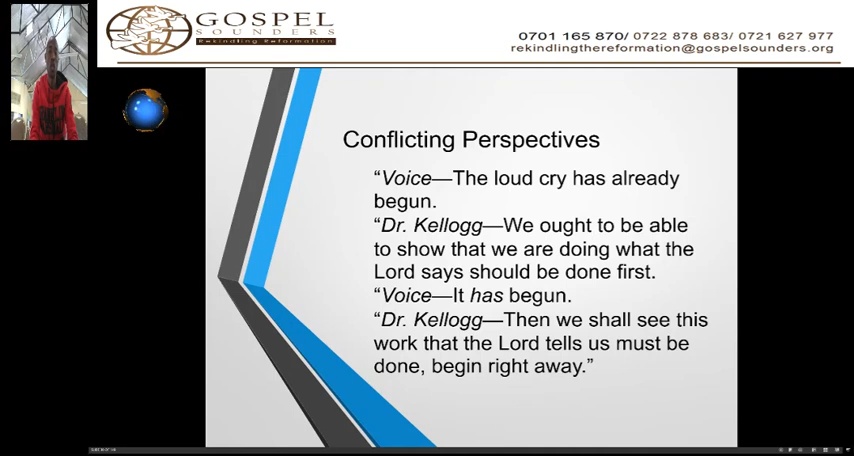 GOSPEL
SOUNDERS
Rekindling Reformation
0701 165 870/ 0722 878 683/ 0721 627 977
rekindlingthereformation@gospelsounders.org
Conflicting Perspectives
“Voice—The loud cry has already
begun.
“Dr. Kellogg—We ought to be able
to show that we are doing what the
Lord says should be done first.
“Voice—It has begun.
“Dr. Kellogg—Then we shall see this
work that the Lord tells us must be
done, begin right away.”